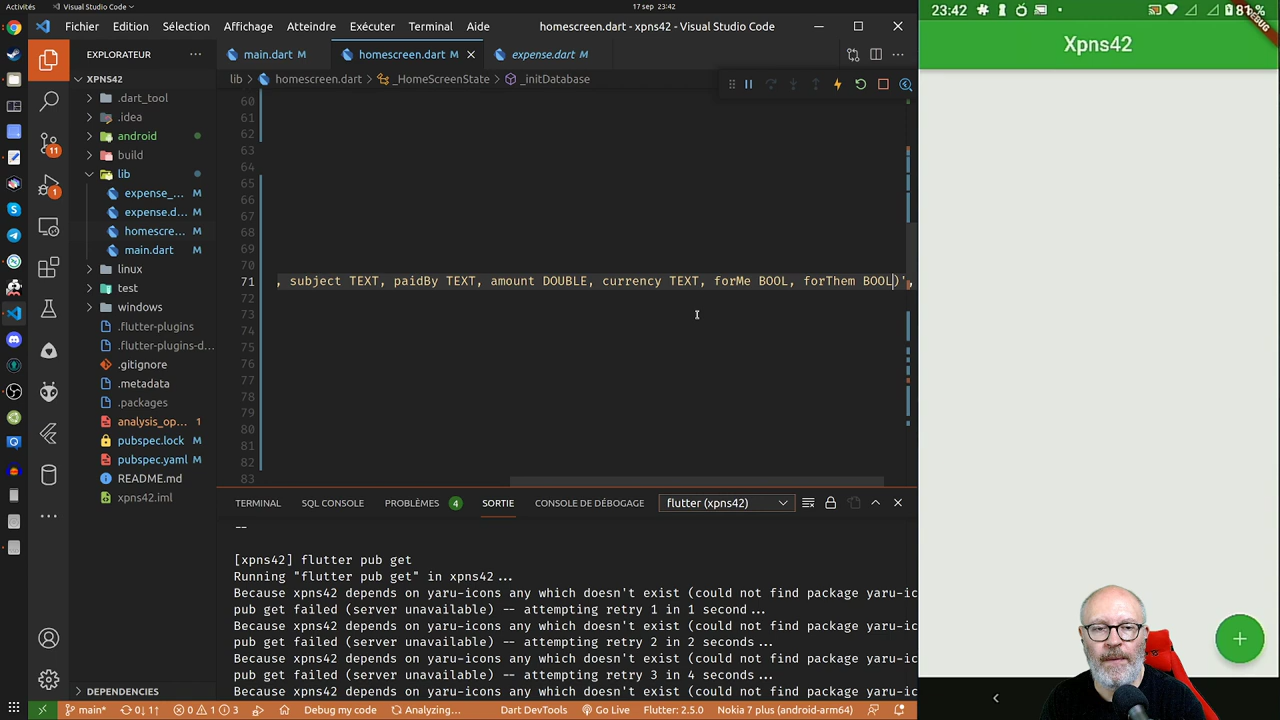 Activités
Visual Studio Code
17 sep 23:42
Fichier Edition Sélection Affichage Exécuter Terminal Aide
homescreen.dart - xpns42 - Visual Studio Code
EXPLORATEUR
main.dart M
homescreen.dart M
expense.dart M
XPNS42
lib > homescreen.dart > _HomeScreenState > _initDatabase
.dart_tool
.idea
android
build
lib
expense_... M
expense.d... M
homescre... M
main.dart M
linux
test
windows
.flutter-plugins
.flutter-plugins-d...
.gitignore
.metadata
.packages
analysis_op... 1
pubspec.lock M
pubspec.yaml M
README.md
xpns42.iml
DEPENDENCIES
11
1
60
61
62
63
64
65
66
67
68
69
70
71 , subject TEXT, paidBy TEXT, amount DOUBLE, currency TEXT, forMe BOOL, forThem BOOL)',
72
73
74
75
76
77
78
79
80
81
82
83
TERMINAL SQL CONSOLE PROBLÈMES 4 SORTIE CONSOLE DE DÉBOGAGE flutter (xpns42)
--
[xpns42] flutter pub get
Running "flutter pub get" in xpns42...
Because xpns42 depends on yaru-icons any which doesn't exist (could not find package yaru-ic
pub get failed (server unavailable) -- attempting retry 1 in 1 second...
Because xpns42 depends on yaru-icons any which doesn't exist (could not find package yaru-ic
pub get failed (server unavailable) -- attempting retry 2 in 2 seconds...
Because xpns42 depends on yaru-icons any which doesn't exist (could not find package yaru-ic
pub get failed (server unavailable) -- attempting retry 3 in 4 seconds...
Because xpns42 depends on yaru-icons any which doesn't exist (could not find package yaru-ic
main* 0↓ 1↑ 0 1 3 Debug my code Analyzing... Dart DevTools Go Live Flutter: 2.5.0 Nokia 7 plus (android-arm64)
23:42
81%
DEBUG
Xpns42